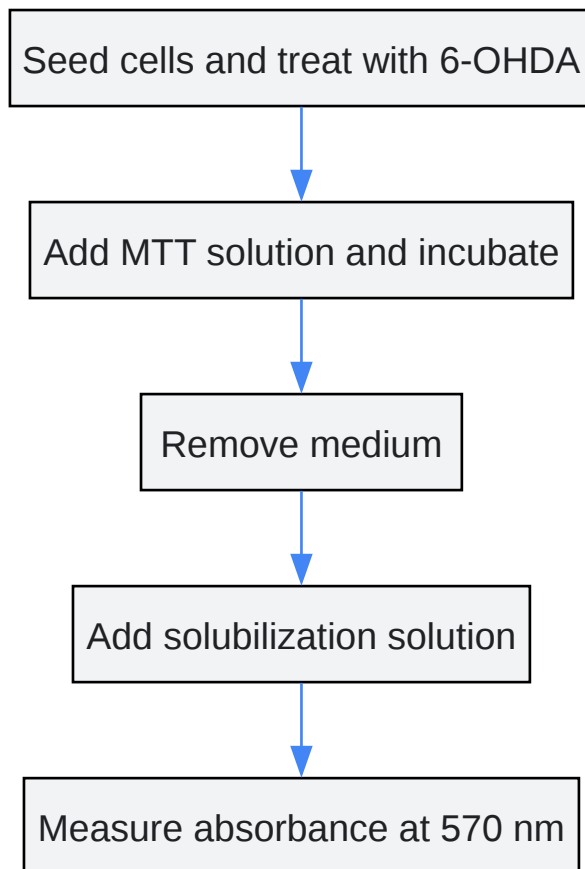 Seed cells and treat with 6-OHDA
Add MTT solution and incubate
Remove medium
Add solubilization solution
Measure absorbance at 570 nm